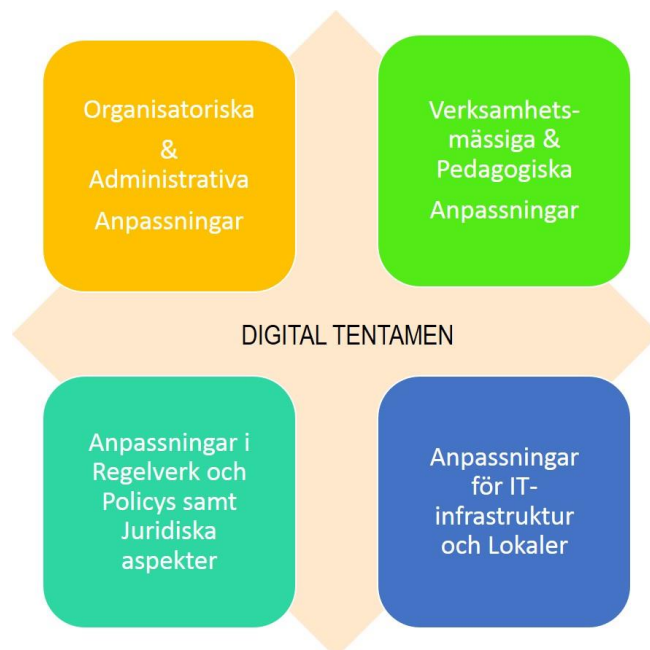 Organisatoriska
&
Administrativa
Anpassningar
Verksamhets-
mässiga &
Pedagogiska
Anpassningar
DIGITAL TENTAMEN
Anpassningar i
Regelverk och
Policys samt
Juridiska
aspekter
Anpassningar
för IT-
infrastruktur
och Lokaler